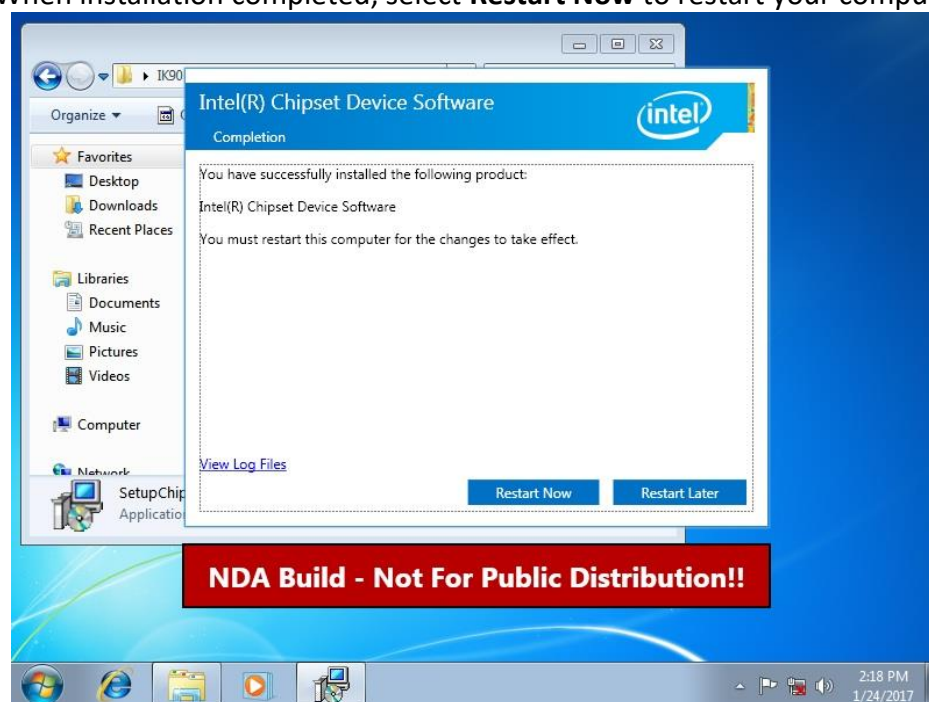 When installation completed, select Restart Now to restart your
IK90
Organize
Intel(R) Chipset Device Software
Completion
intel
Favorites
Desktop
Downloads
Recent Places
Libraries
Documents
Music
Pictures
Videos
Computer
Network
You have successfully installed the following product:
Intel(R) Chipset Device Software
You must restart this computer for the changes to take effect.
View Log Files
Restart Now
Restart Later
SetupChip
Applicatio
NDA Build - Not For Public Distribution!!
2:18 PM
1/24/2017